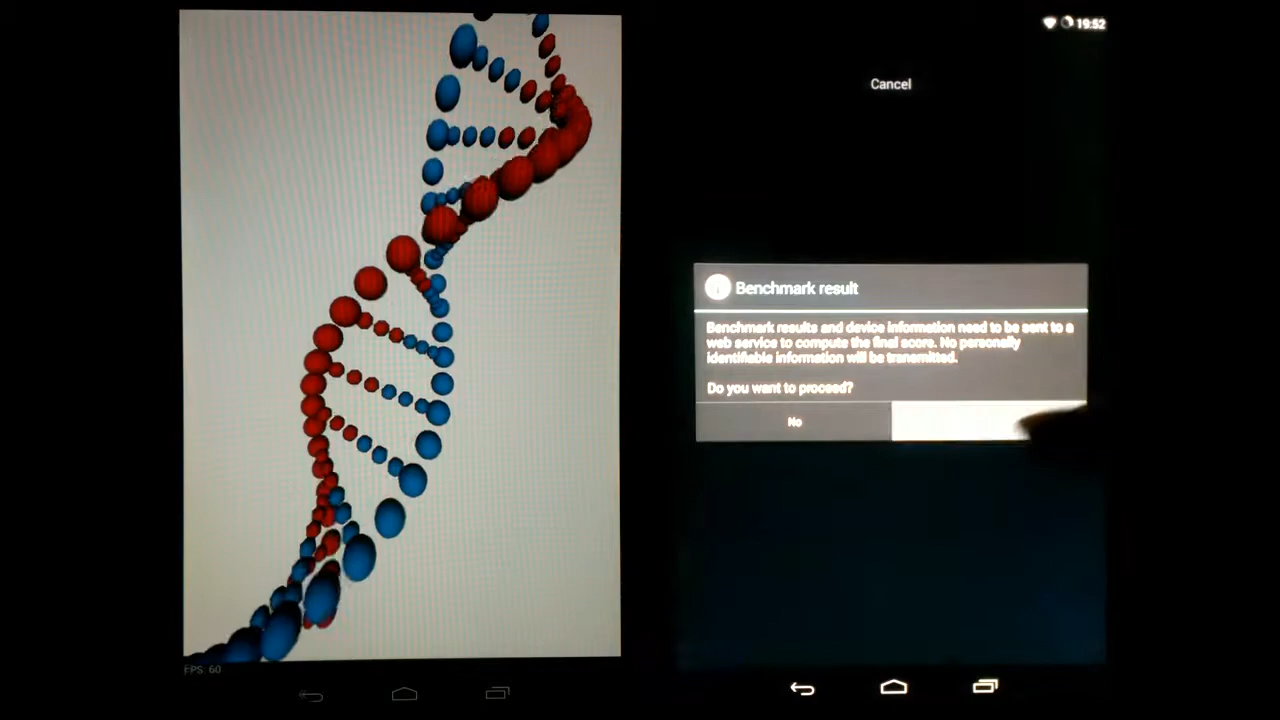 FPS: 60
19:52
Cancel
Benchmark result
Benchmark results and device information need to be sent to a
web service to compute the final score. No personally
identifiable information will be transmitted.
Do you want to proceed?
No